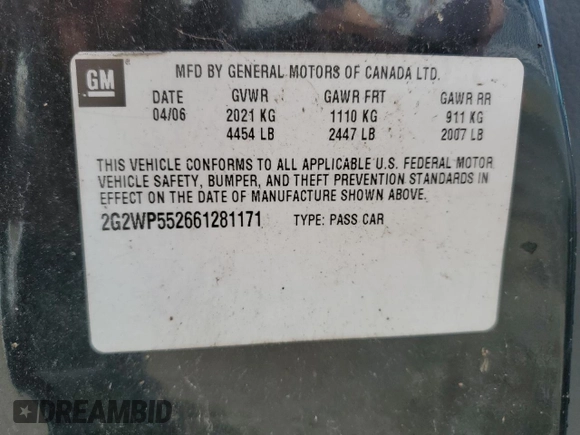 GM
MFD BY GENERAL MOTORS OF CANADA LTD.
DATE GVWR GAWR FRT GAWR RR
04/06 2021 KG 1110 KG 911 KG
4454 LB 2447 LB 2007 LB
THIS VEHICLE CONFORMS TO ALL APPLICABLE U.S. FEDERAL MOTOR
VEHICLE SAFETY, BUMPER, AND THEFT PREVENTION STANDARDS IN
EFFECT ON THE DATE OF MANUFACTURE SHOWN ABOVE.
2G2WP552661281171 TYPE: PASS CAR
DREAMBID